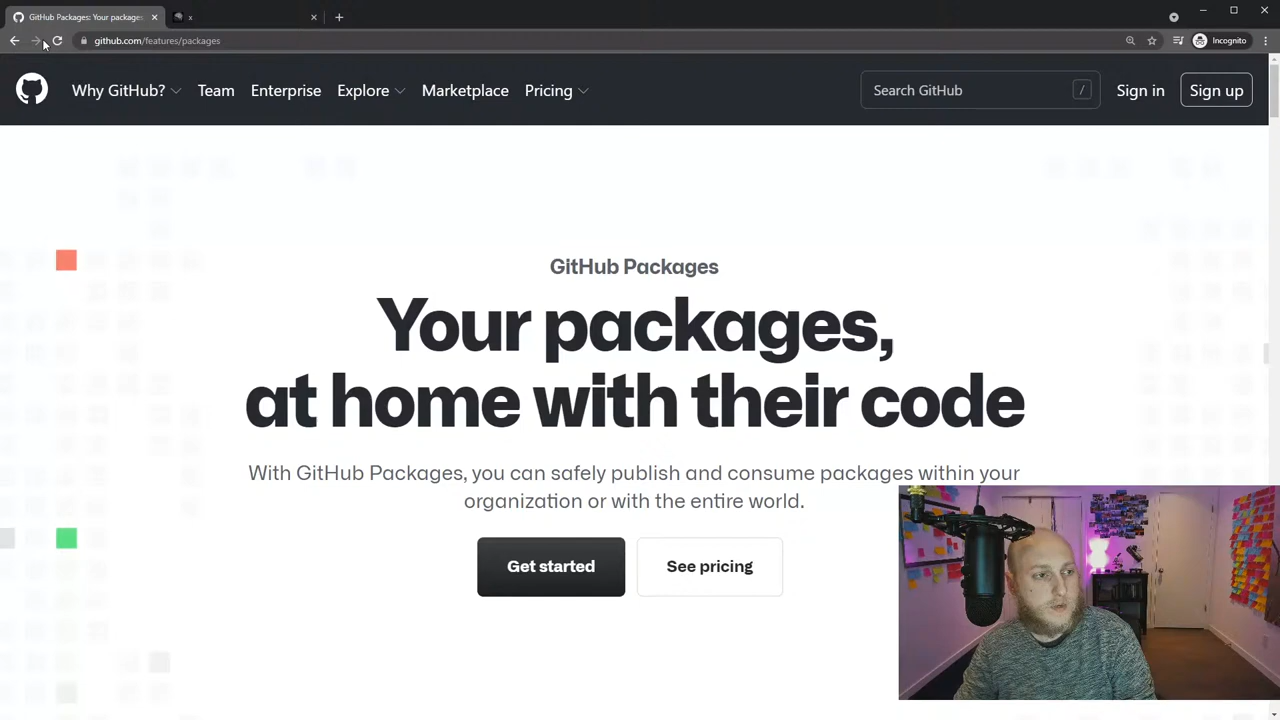 GitHub Packages: Your packages
x
github.com/features/packages
Incognito
Why GitHub?
Team
Enterprise
Explore
Marketplace
Pricing
Search GitHub
/
Sign in
Sign up
GitHub Packages
Your packages,
at home with their code
With GitHub Packages, you can safely publish and consume packages within your
organization or with the entire world.
Get started
See pricing